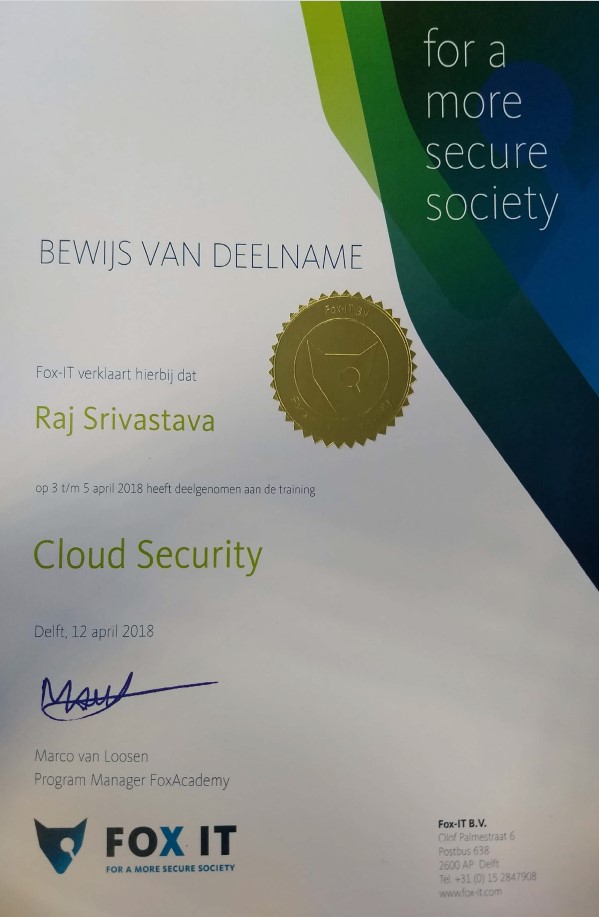 for a
more
secure
society
BEWIJS VAN DEELNAME
Fox-IT BV
Fox-IT verklaart hierbij dat
Raj Srivastava
op 3 t/m 5 april 2018 heeft deelgenomen aan de training
Cloud Security
Delft, 12 april 2018
Marco van Loosen
Program Manager FoxAcademy
FOX IT
FOR A MORE SECURE SOCIETY
Fox-IT B.V.
Olof Palmestraat 6
Postbus 638
2600 AP Delft
Tel. +31 (0) 15 2847908
www.fox-it.com